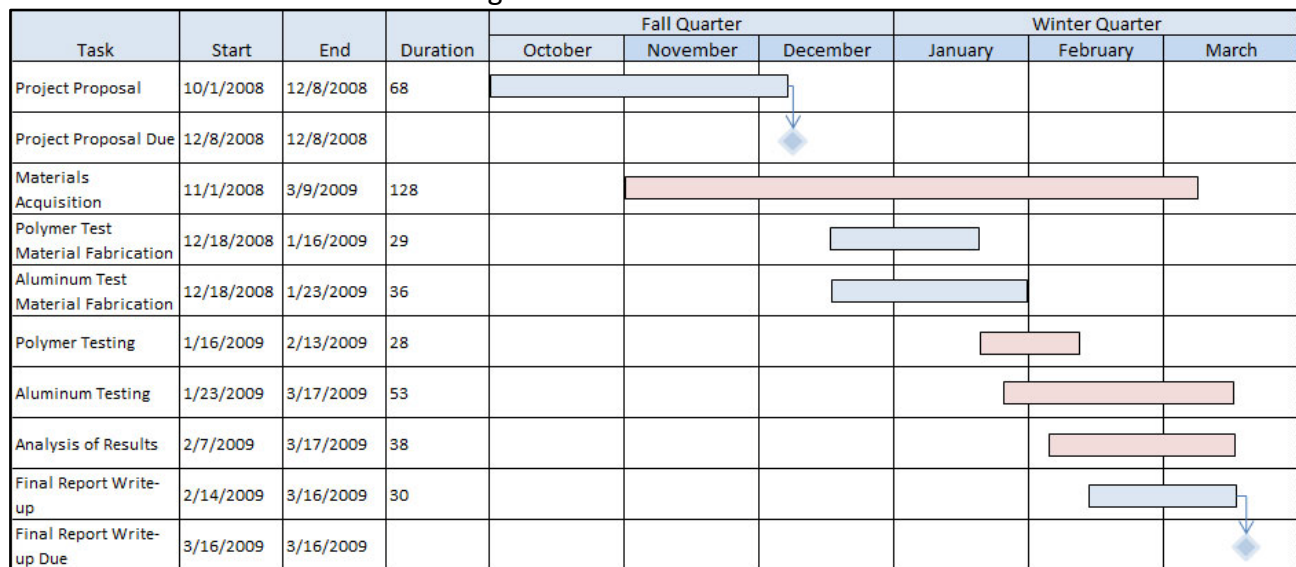 Fall Quarter Winter Quarter
Task Start End Duration October November December January February March
Project Proposal 10/1/2008 12/8/2008 68
Project Proposal Due 12/8/2008 12/8/2008
Materials
Acquisition 11/1/2008 3/9/2009 128
Polymer Test
Material Fabrication 12/18/2008 1/16/2009 29
Aluminum Test
Material Fabrication 12/18/2008 1/23/2009 36
Polymer Testing 1/16/2009 2/13/2009 28
Aluminum Testing 1/23/2009 3/17/2009 53
Analysis of Results 2/7/2009 3/17/2009 38
Final Report Write-
up 2/14/2009 3/16/2009 30
Final Report Write-
up Due 3/16/2009 3/16/2009